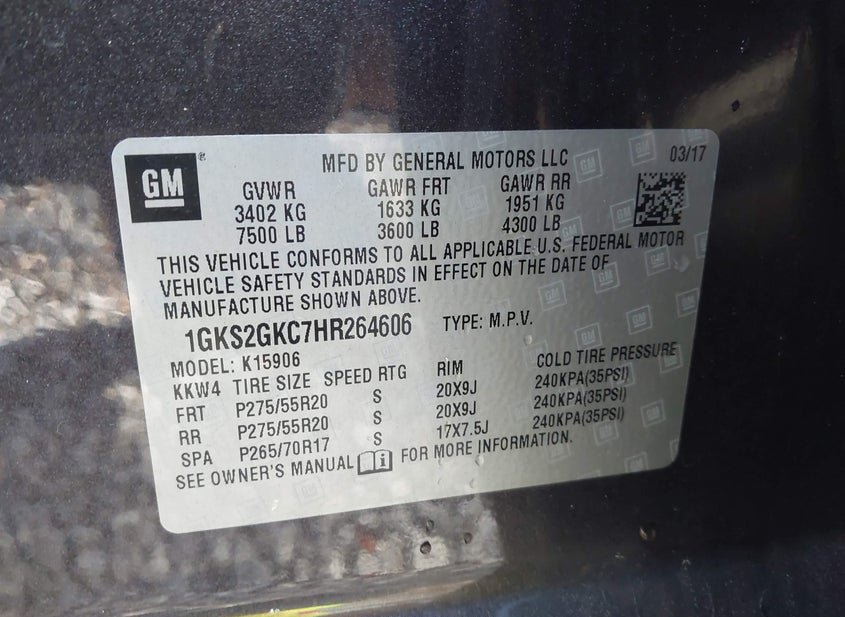 GM ®
MFD BY GENERAL MOTORS LLC 03/17
GVWR GAWR FRT GAWR RR
3402 KG 1633 KG 1951 KG
7500 LB 3600 LB 4300 LB
THIS VEHICLE CONFORMS TO ALL APPLICABLE U.S. FEDERAL MOTOR
VEHICLE SAFETY STANDARDS IN EFFECT ON THE DATE OF
MANUFACTURE SHOWN ABOVE.
1GKS2GKC7HR264606 TYPE: M.P.V.
MODEL: K15906
KKW4 TIRE SIZE SPEED RTG RIM COLD TIRE PRESSURE
FRT P275/55R20 S 20X9J 240KPA(35PSI)
RR P275/55R20 S 20X9J 240KPA(35PSI)
SPA P265/70R17 S 17X7.5J 240KPA(35PSI)
SEE OWNER'S MANUAL FOR MORE INFORMATION.